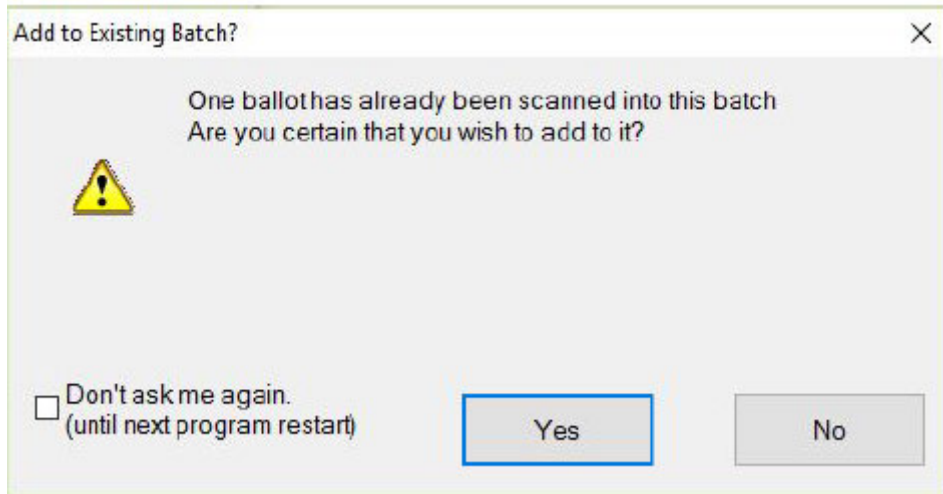 Add to Existing Batch?
One ballot has already been scanned into this batch
Are you certain that you wish to add to it?
Don't ask me again.
(until next program restart)
Yes
No